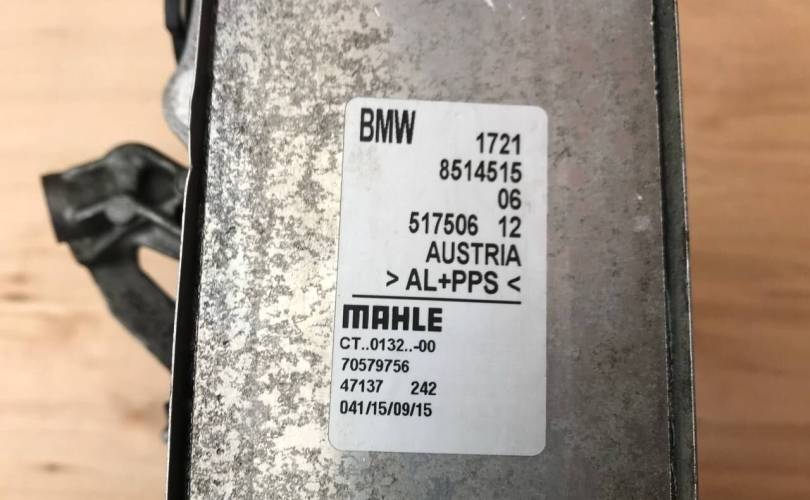 BMW 1721
8514515
06
517506 12
AUSTRIA
> AL+PPS <
MAHLE
CT..0132..-00
70579756
47137 242
041/15/09/15